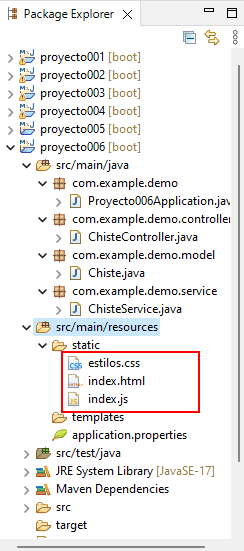 Package Explorer
proyecto001 [boot]
proyecto002 [boot]
proyecto003 [boot]
proyecto004 [boot]
proyecto005 [boot]
proyecto006 [boot]
src/main/java
com.example.demo
Proyecto006Application.jav
com.example.demo.controller
ChisteController.java
com.example.demo.model
Chiste.java
com.example.demo.service
ChisteService.java
src/main/resources
static
estilos.css
index.html
index.js
templates
application.properties
src/test/java
JRE System Library [JavaSE-17]
Maven Dependencies
src
target